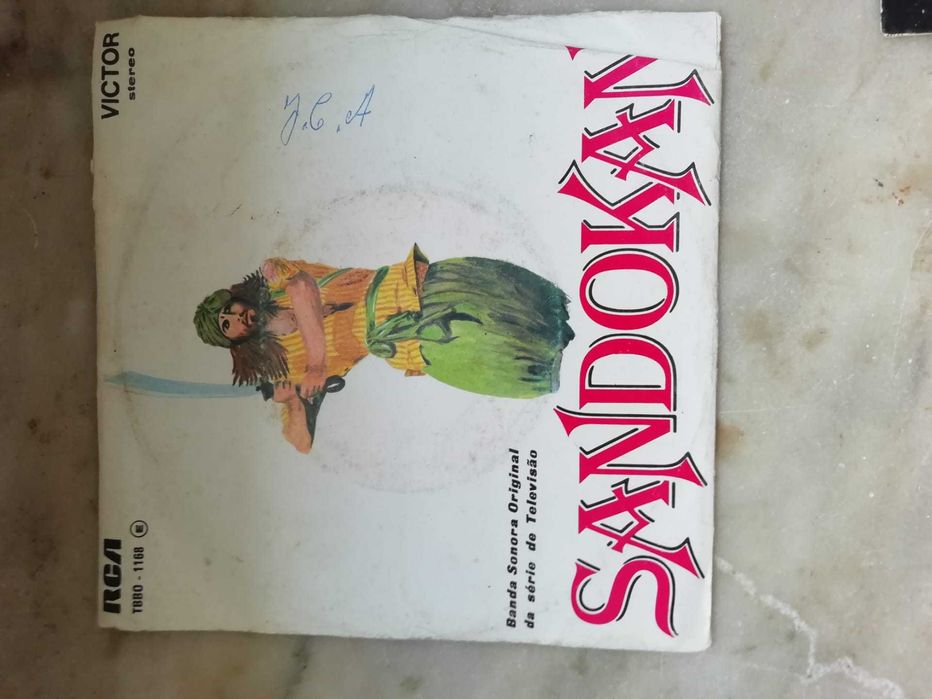 RCA VICTOR
stereo
TBBO - 1168 E
J.C.A
Banda Sonora Original
da série de Televisão
SANDOKAN